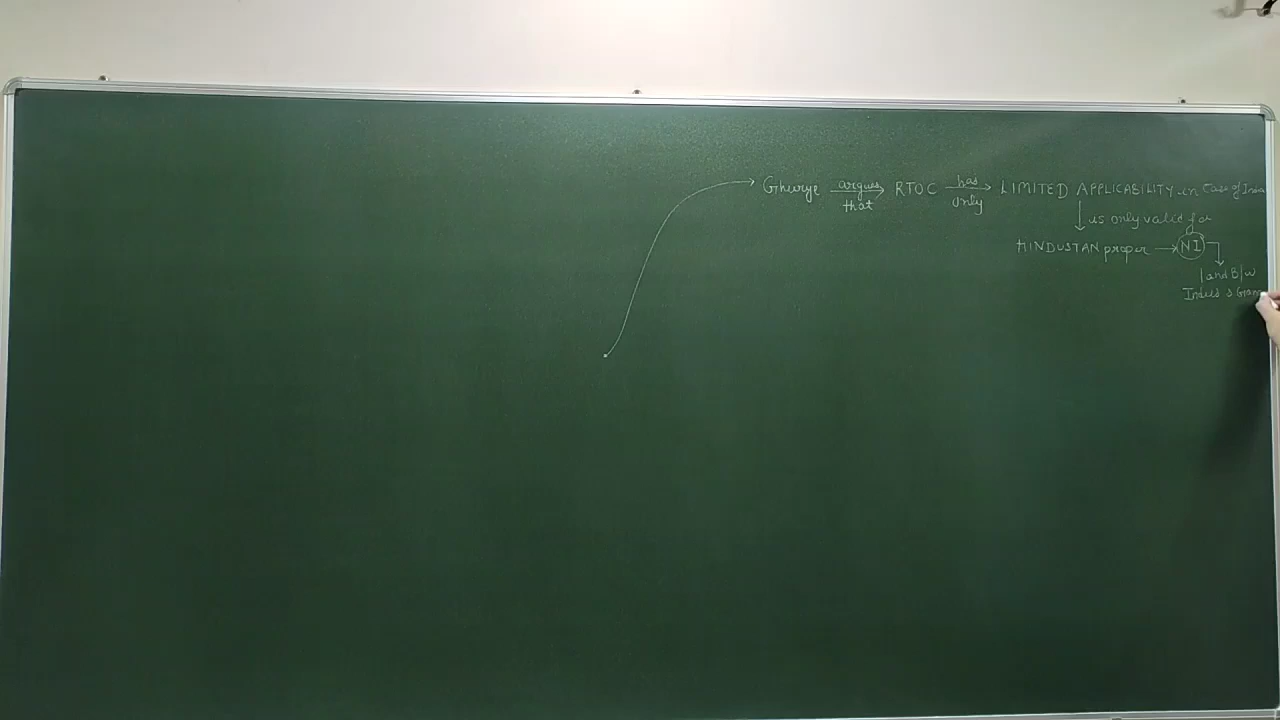 Ghurye argues that → RTOC has only → LIMITED APPLICABILITY in Case of India
↓ is only valid for
HINDUSTAN proper → NI
land B/w
Indus & Gang